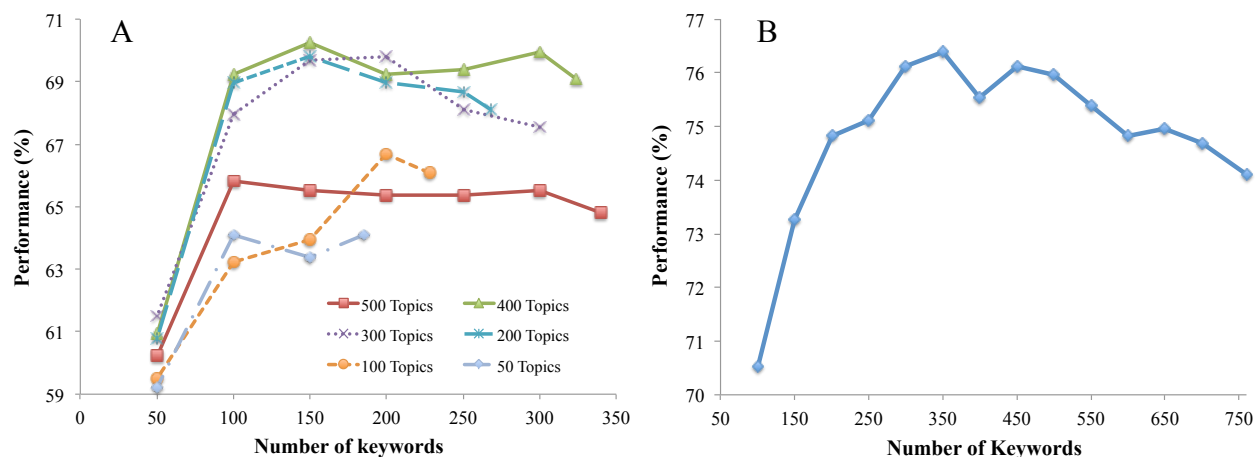 A
71
69
67
65
63
61
59
Performance (%)
500 Topics
400 Topics
300 Topics
200 Topics
100 Topics
50 Topics
0
50
100
150
200
250
300
350
Number of keywords
B
77
76
75
74
73
72
71
70
Performance (%)
50
150
250
350
450
550
650
750
Number of Keywords